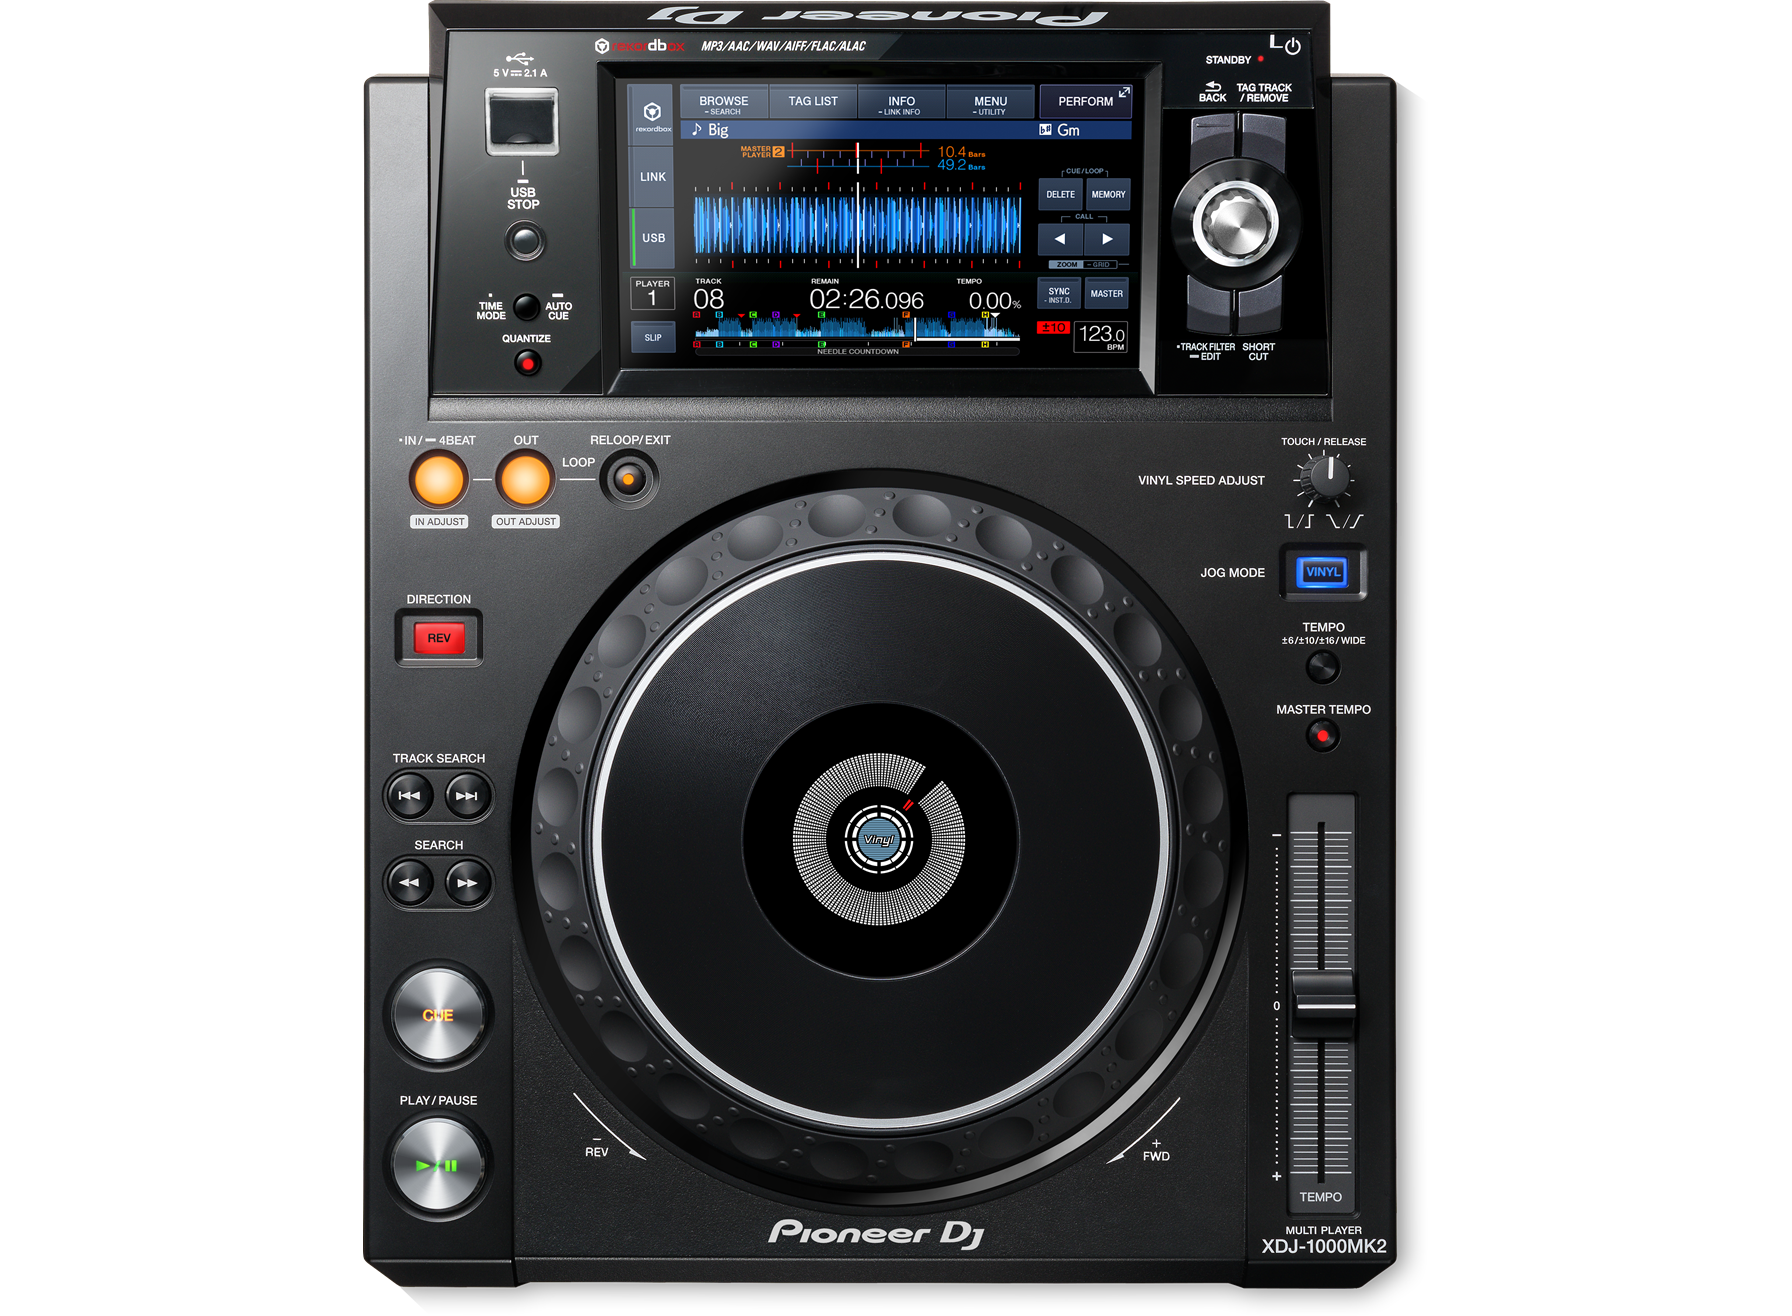 Pioneer Dj
rekordbox MP3/AAC/WAV/AIFF/FLAC/ALAC
5 V 2.1 A
STANDBY
BACK
TAG TRACK
/ REMOVE
USB
STOP
TIME
MODE
AUTO
CUE
QUANTIZE
rekordbox
LINK
USB
PLAYER
1
SLIP
BROWSE
- SEARCH
TAG LIST
INFO
- LINK INFO
MENU
- UTILITY
PERFORM
Big
Gm
MASTER
PLAYER 2
10.4 Bars
49.2 Bars
CUE/LOOP
DELETE
MEMORY
CALL
ZOOM - GRID
TRACK
08
REMAIN
02:26.096
TEMPO
0.00%
SYNC
- INST.D.
MASTER
A B C D E F G H
A B C D E F G H
±10
123.0
BPM
NEEDLE COUNTDOWN
•TRACK FILTER
— EDIT
SHORT
CUT
• IN / — 4BEAT
OUT
RELOOP/EXIT
LOOP
IN ADJUST
OUT ADJUST
TOUCH / RELEASE
VINYL SPEED ADJUST
JOG MODE
VINYL
DIRECTION
REV
TEMPO
±6/±10/±16/WIDE
MASTER TEMPO
TRACK SEARCH
SEARCH
Vinyl
CUE
PLAY/PAUSE
–
0
+
TEMPO
–
REV
+
FWD
Pioneer Dj
MULTI PLAYER
XDJ-1000MK2